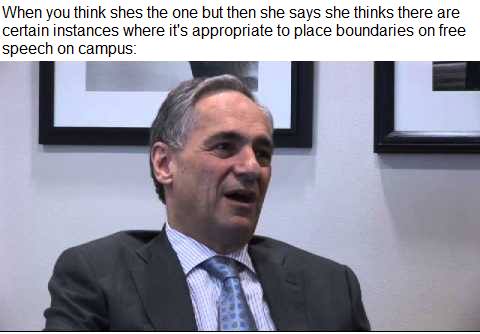 When you think shes the one but then she says she thinks there are
certain instances where it's appropriate to place boundaries on free
speech on campus: